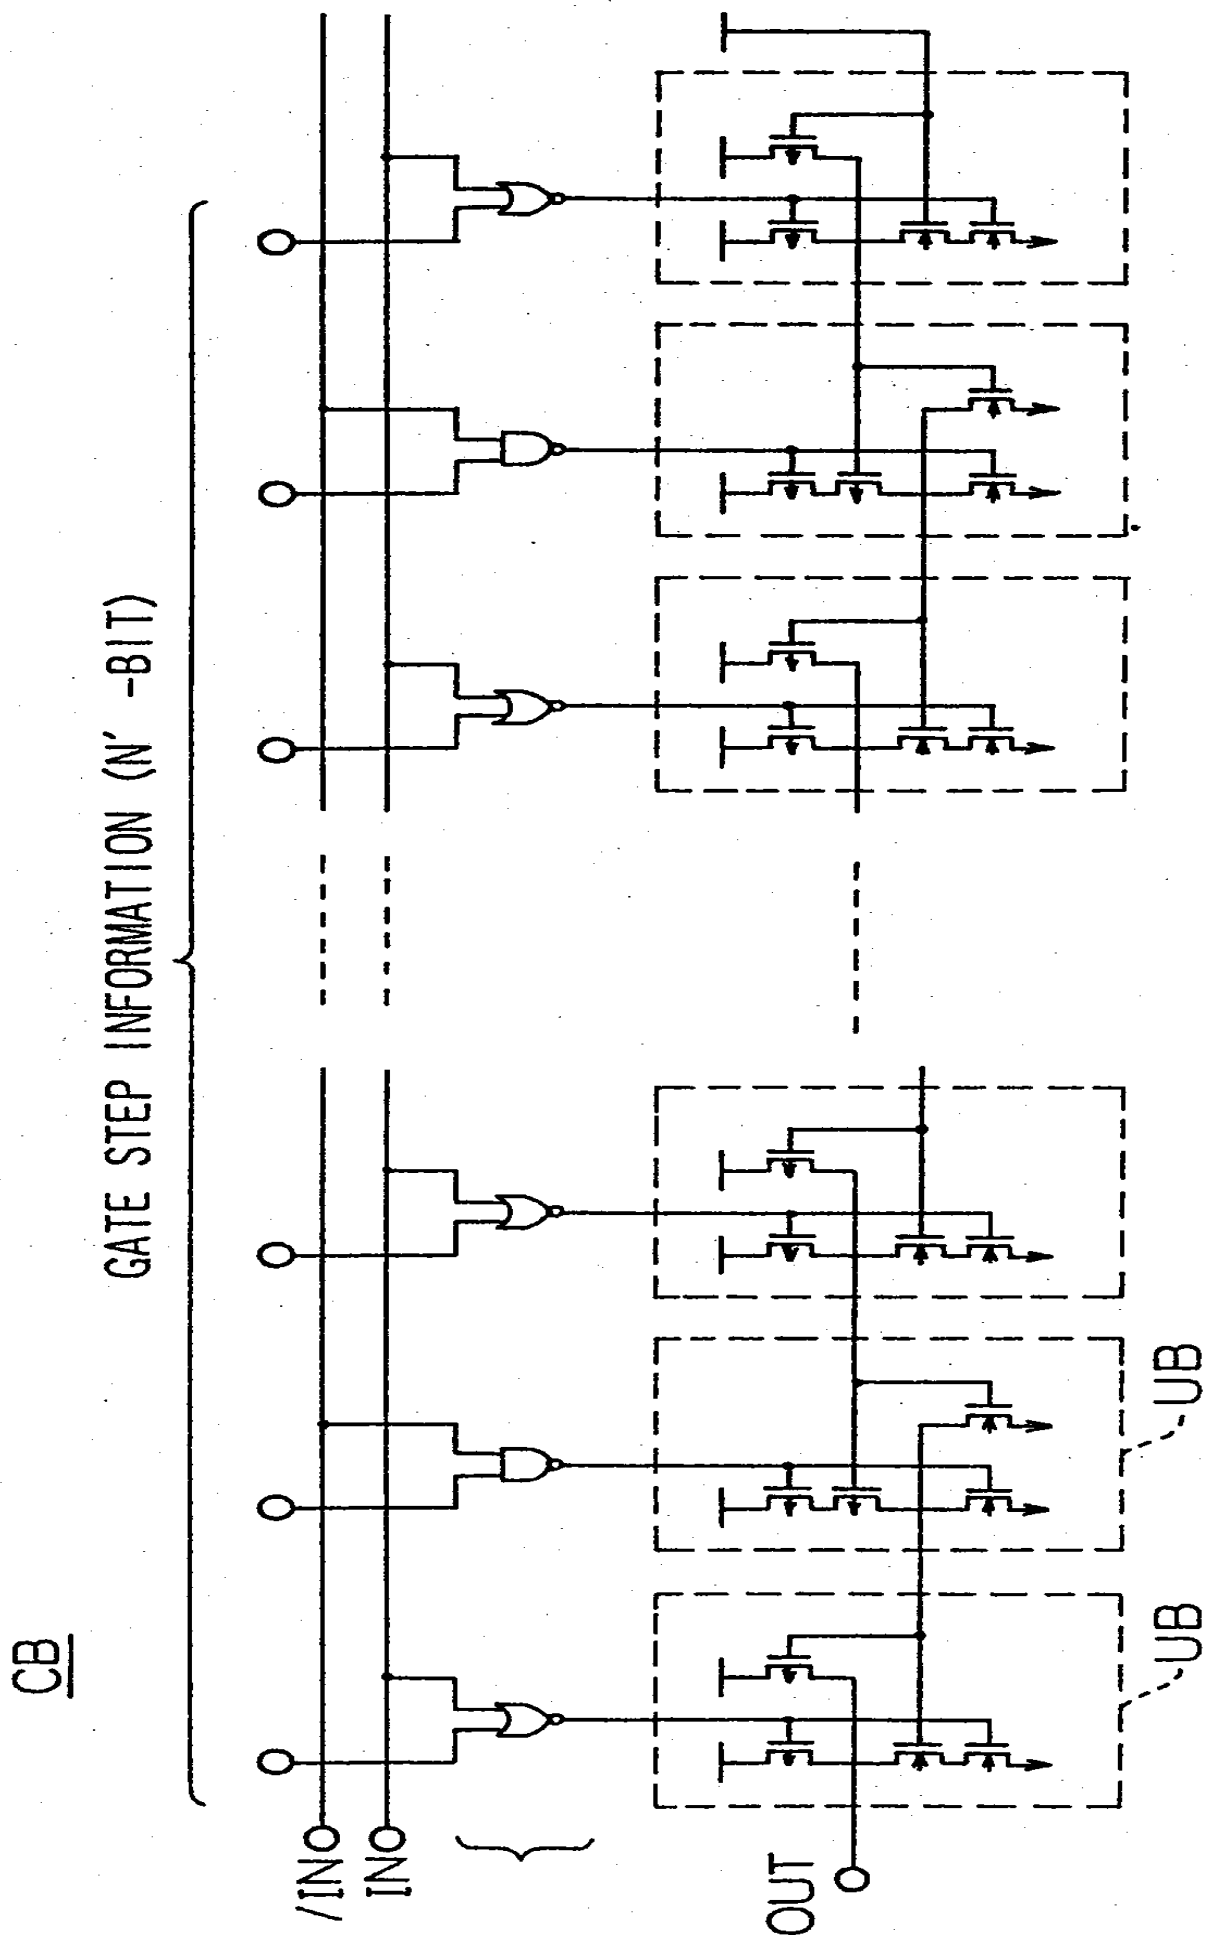 CB
GATE STEP INFORMATION (N' -BIT)
/IN
IN
OUT
UB
UB